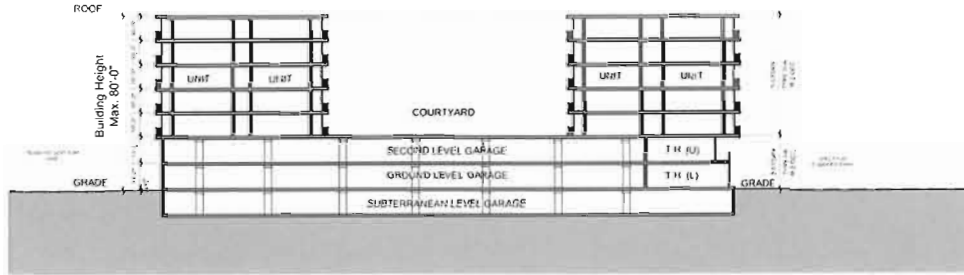 ROOF
Building Height
Max. 80'-0"
UNIT
UNIT
UNIT
UNIT
COURTYARD
SECOND LEVEL GARAGE
T.H. (U)
GROUND LEVEL GARAGE
T.H. (L)
GRADE
GRADE
SUBTERRANEAN LEVEL GARAGE